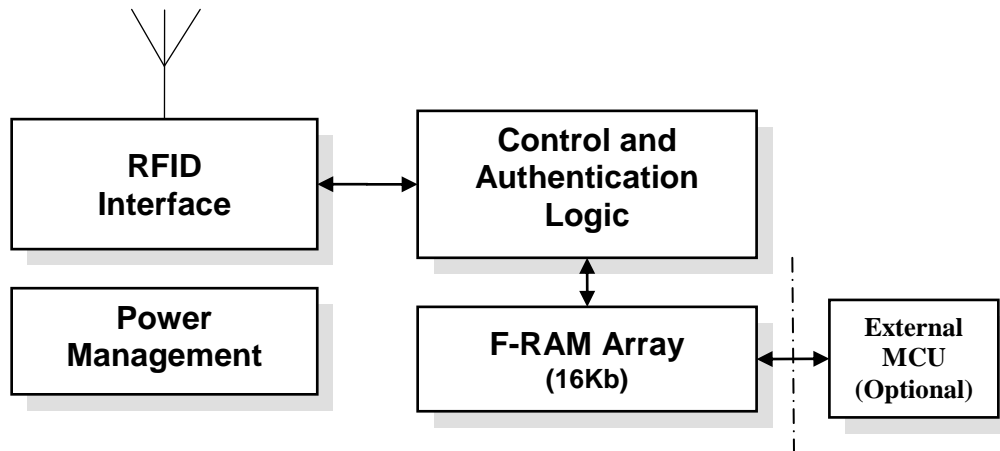 RFID
Interface
Control and
Authentication
Logic
Power
Management
F-RAM Array
(16Kb)
External
MCU
(Optional)